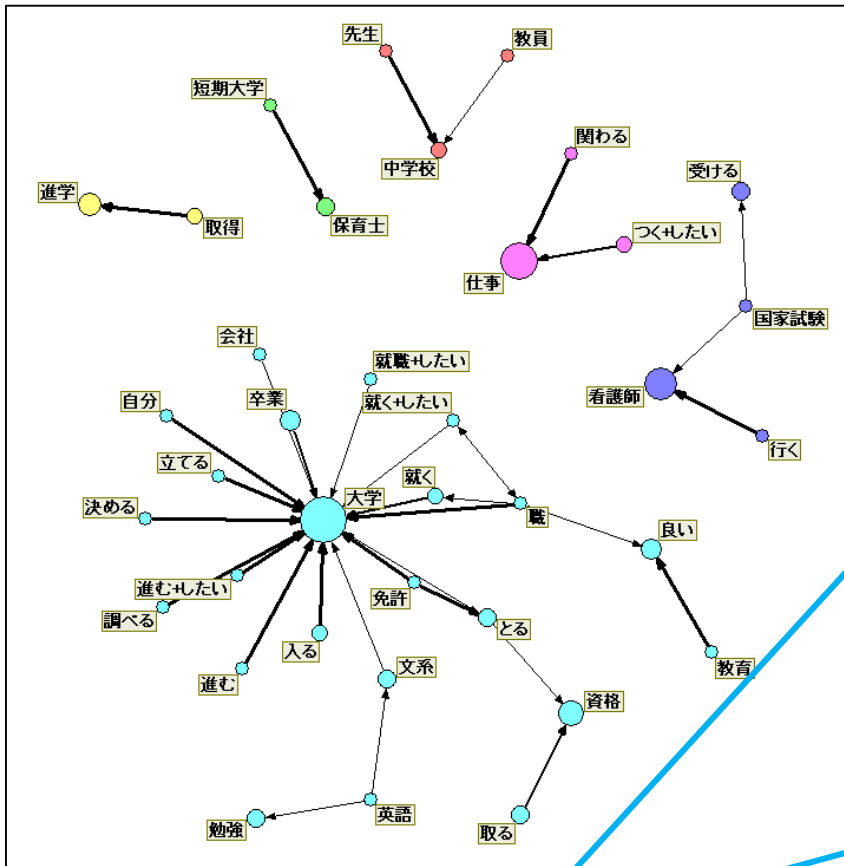 先生
教員
短期大学
中学校
関わる
受ける
進学
取得
保育士
つく+したい
仕事
国家試験
会社
就職+したい
看護師
自分
卒業
就く+したい
行く
立てる
就く
大学
決める
職
良い
進む+したい
免許
調べる
とる
入る
教育
進む
文系
資格
勉強
英語
取る